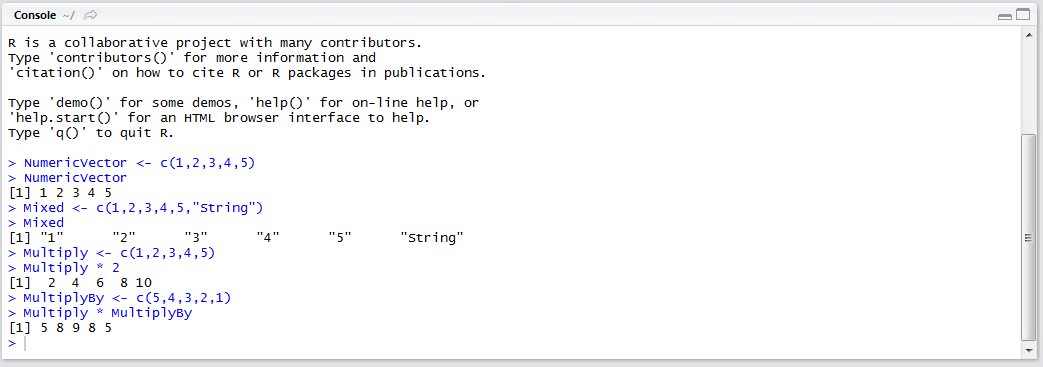 Console ~/
R is a collaborative project with many contributors.
Type 'contributors()' for more information and
'citation()' on how to cite R or R packages in publications.
Type 'demo()' for some demos, 'help()' for on-line help, or
'help.start()' for an HTML browser interface to help.
Type 'q()' to quit R.
> NumericVector <- c(1,2,3,4,5)
> NumericVector
[1] 1 2 3 4 5
> Mixed <- c(1,2,3,4,5,"String")
> Mixed
[1] "1"      "2"      "3"      "4"      "5"      "String"
> Multiply <- c(1,2,3,4,5)
> Multiply * 2
[1]  2  4  6  8 10
> MultiplyBy <- c(5,4,3,2,1)
> Multiply * MultiplyBy
[1] 5 8 9 8 5
>